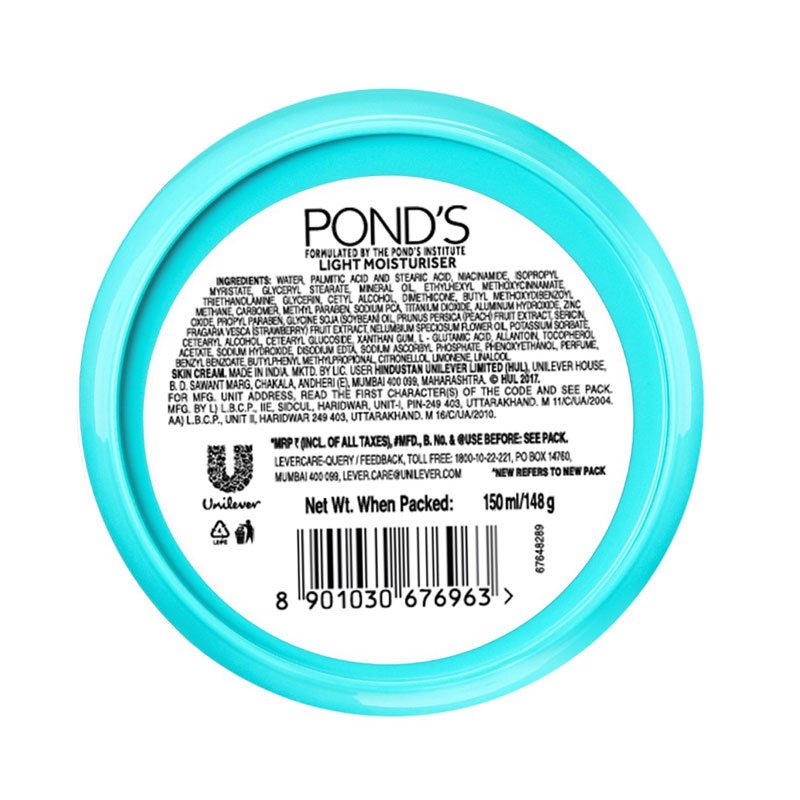 POND'S
FORMULATED BY THE POND'S INSTITUTE
LIGHT MOISTURISER
INGREDIENTS: WATER, PALMITIC ACID AND STEARIC ACID, NIACINAMIDE, ISOPROPYL
MYRISTATE, GLYCERYL STEARATE, MINERAL OIL, ETHYLHEXYL METHOXYCINNAMATE,
TRIETHANOLAMINE, GLYCERIN, CETYL ALCOHOL, DIMETHICONE, BUTYL METHOXYDIBENZOYL
METHANE, CARBOMER, METHYL PARABEN, SODIUM PCA, TITANIUM DIOXIDE, ALUMINUM HYDROXIDE, ZINC
OXIDE, PROPYL PARABEN, GLYCINE SOJA (SOYBEAN) OIL, PRUNUS PERSICA (PEACH) FRUIT EXTRACT, SERICIN,
FRAGARIA VESCA (STRAWBERRY) FRUIT EXTRACT, NELUMBIUM SPECIOSUM FLOWER OIL, POTASSIUM SORBATE,
CETEARYL ALCOHOL, CETEARYL GLUCOSIDE, XANTHAN GUM, L - GLUTAMIC ACID, ALLANTOIN, TOCOPHEROL
ACETATE, SODIUM HYDROXIDE, DISODIUM EDTA, SODIUM ASCORBYL PHOSPHATE, PHENOXYETHANOL, PERFUME,
BENZYL BENZOATE, BUTYLPHENYL METHYLPROPIONAL, CITRONELLOL, LIMONENE, LINALOOL.
SKIN CREAM. MADE IN INDIA. MKTD. BY LIC. USER HINDUSTAN UNILEVER LIMITED (HUL), UNILEVER HOUSE,
B. D. SAWANT MARG, CHAKALA, ANDHERI (E), MUMBAI 400 099, MAHARASHTRA. © HUL 2017.
FOR MFG. UNIT ADDRESS, READ THE FIRST CHARACTER(S) OF THE CODE AND SEE PACK.
MFG. BY L) L.B.C.P., IIE, SIDCUL, HARIDWAR, UNIT-I, PIN-249 403, UTTARAKHAND. M 11/C/UA/2004.
AA) L.B.C.P., UNIT II, HARIDWAR 249 403, UTTARAKHAND. M 16/C/UA/2010.
*MRP ₹ (INCL. OF ALL TAXES), #MFD., B. No. & @USE BEFORE: SEE PACK.
LEVERCARE-QUERY / FEEDBACK, TOLL FREE: 1800-10-22-221, PO BOX 14760,
MUMBAI 400 099, LEVER.CARE@UNILEVER.COM
*NEW REFERS TO NEW PACK
Unilever
Net Wt. When Packed: 150 ml/148 g
LDPE
67648289
8 901030 676963 >